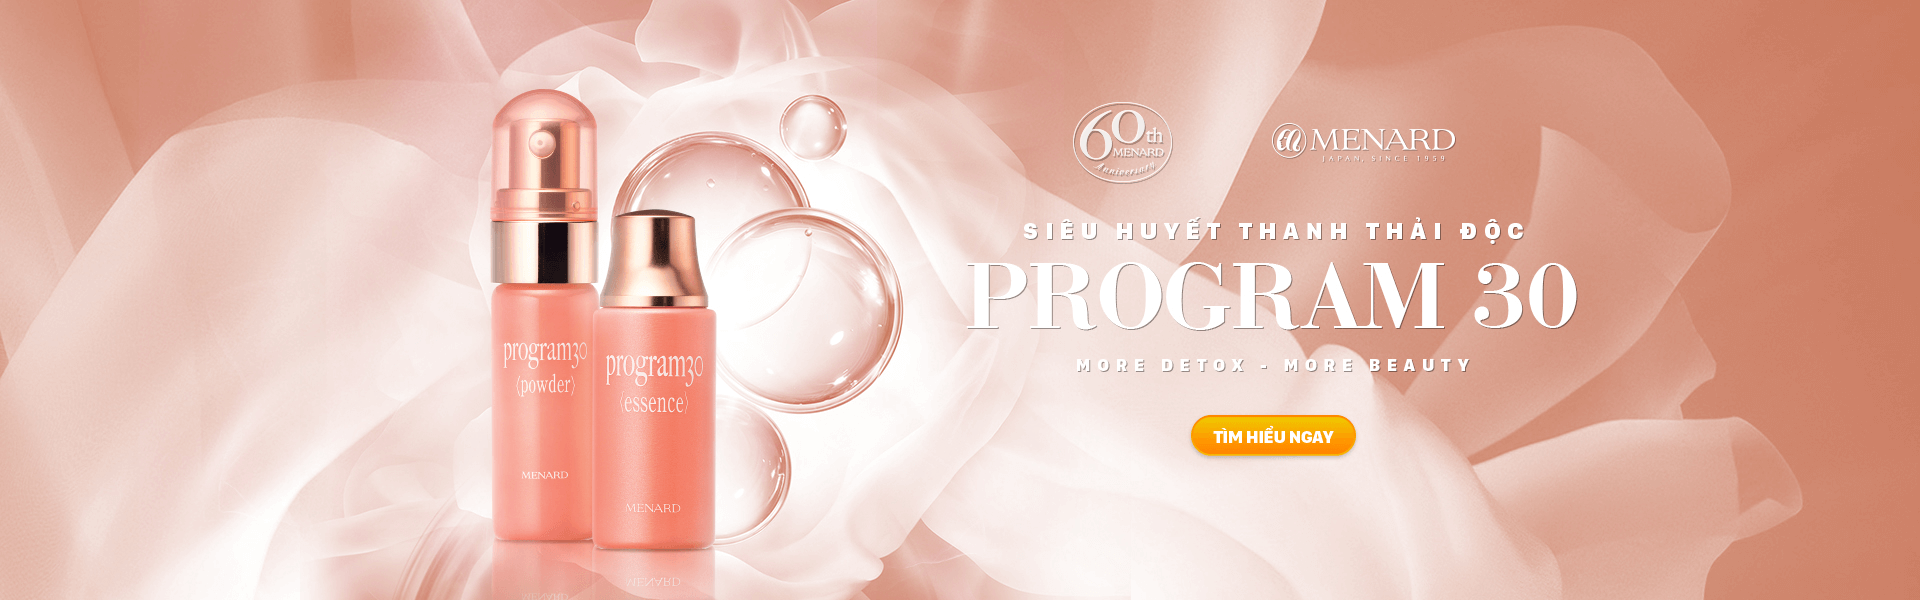 program30
(powder)
MENARD
program30
(essence)
MENARD
60th
MENARD
Anniversary
MENARD
JAPAN, SINCE 1959
SIÊU HUYẾT THANH THẢI ĐỘC
PROGRAM 30
MORE DETOX - MORE BEAUTY
TÌM HIỂU NGAY